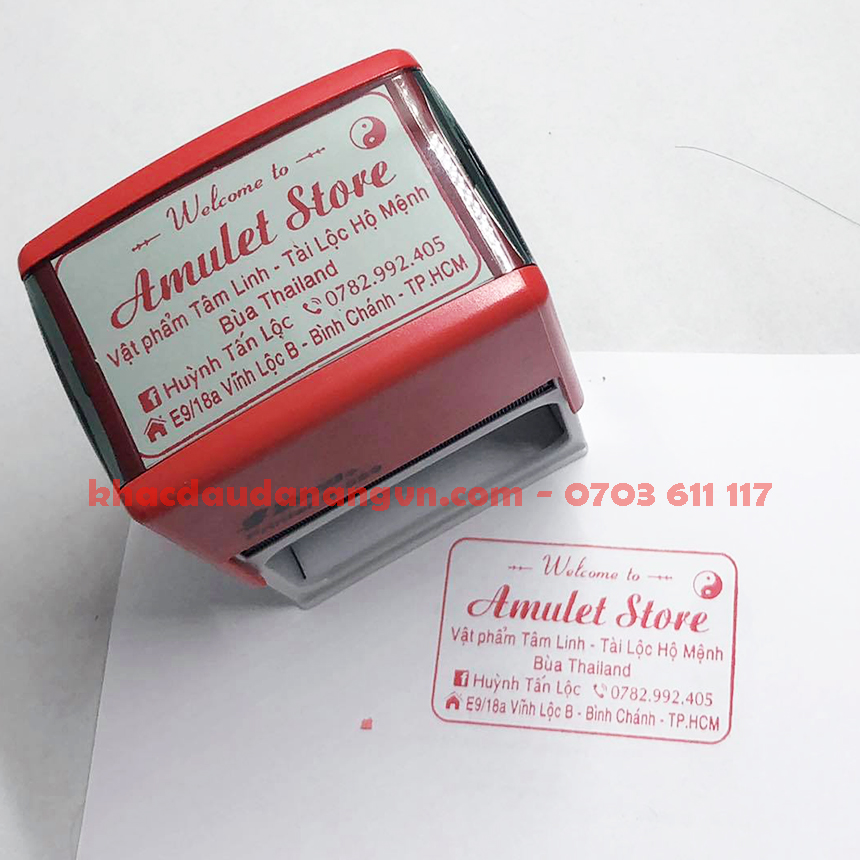 Welcome to
Amulet Store
Vật phẩm Tâm Linh - Tài Lộc Hộ Mệnh
Bùa Thailand
Huỳnh Tấn Lộc 0782.992.405
E9/18a Vĩnh Lộc B - Bình Chánh - TP.HCM
khacdaudanangvn.com - 0703 611 117
Welcome to
Amulet Store
Vật phẩm Tâm Linh - Tài Lộc Hộ Mệnh
Bùa Thailand
Huỳnh Tấn Lộc 0782.992.405
E9/18a Vĩnh Lộc B - Bình Chánh - TP.HCM